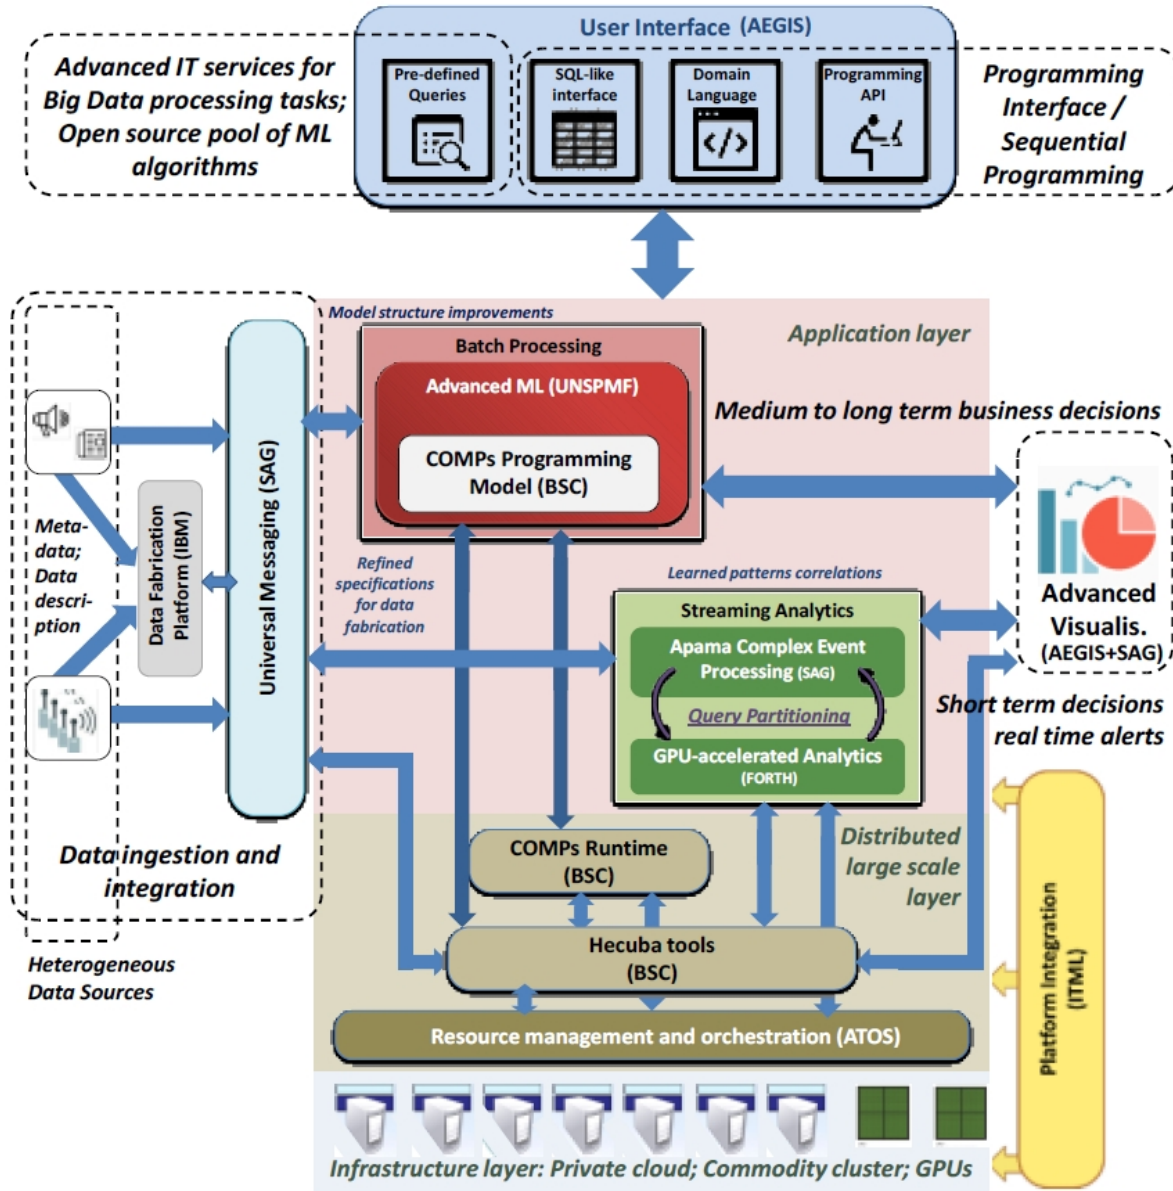 User Interface (AEGIS)
Advanced IT services for
Big Data processing tasks;
Open source pool of ML
algorithms
Pre-defined
Queries
SQL-like
interface
Domain
Language
Programming
API
Programming
Interface /
Sequential
Programming
Model structure improvements
Application layer
Batch Processing
Advanced ML (UNSPMF)
COMPs Programming
Model (BSC)
Medium to long term business decisions
Universal Messaging (SAG)
Data Fabrication
Platform (IBM)
Meta-
data;
Data
descri-
ption
Refined
specifications
for data
fabrication
Learned patterns correlations
Streaming Analytics
Apama Complex Event
Processing (SAG)
Query Partitioning
GPU-accelerated Analytics
(FORTH)
Advanced
Visualis.
(AEGIS+SAG)
Short term decisions
real time alerts
Data ingestion and
integration
Heterogeneous
Data Sources
COMPs Runtime
(BSC)
Distributed
large scale
layer
Hecuba tools
(BSC)
Resource management and orchestration (ATOS)
Platform Integration
(ITML)
Infrastructure layer: Private cloud; Commodity cluster; GPUs